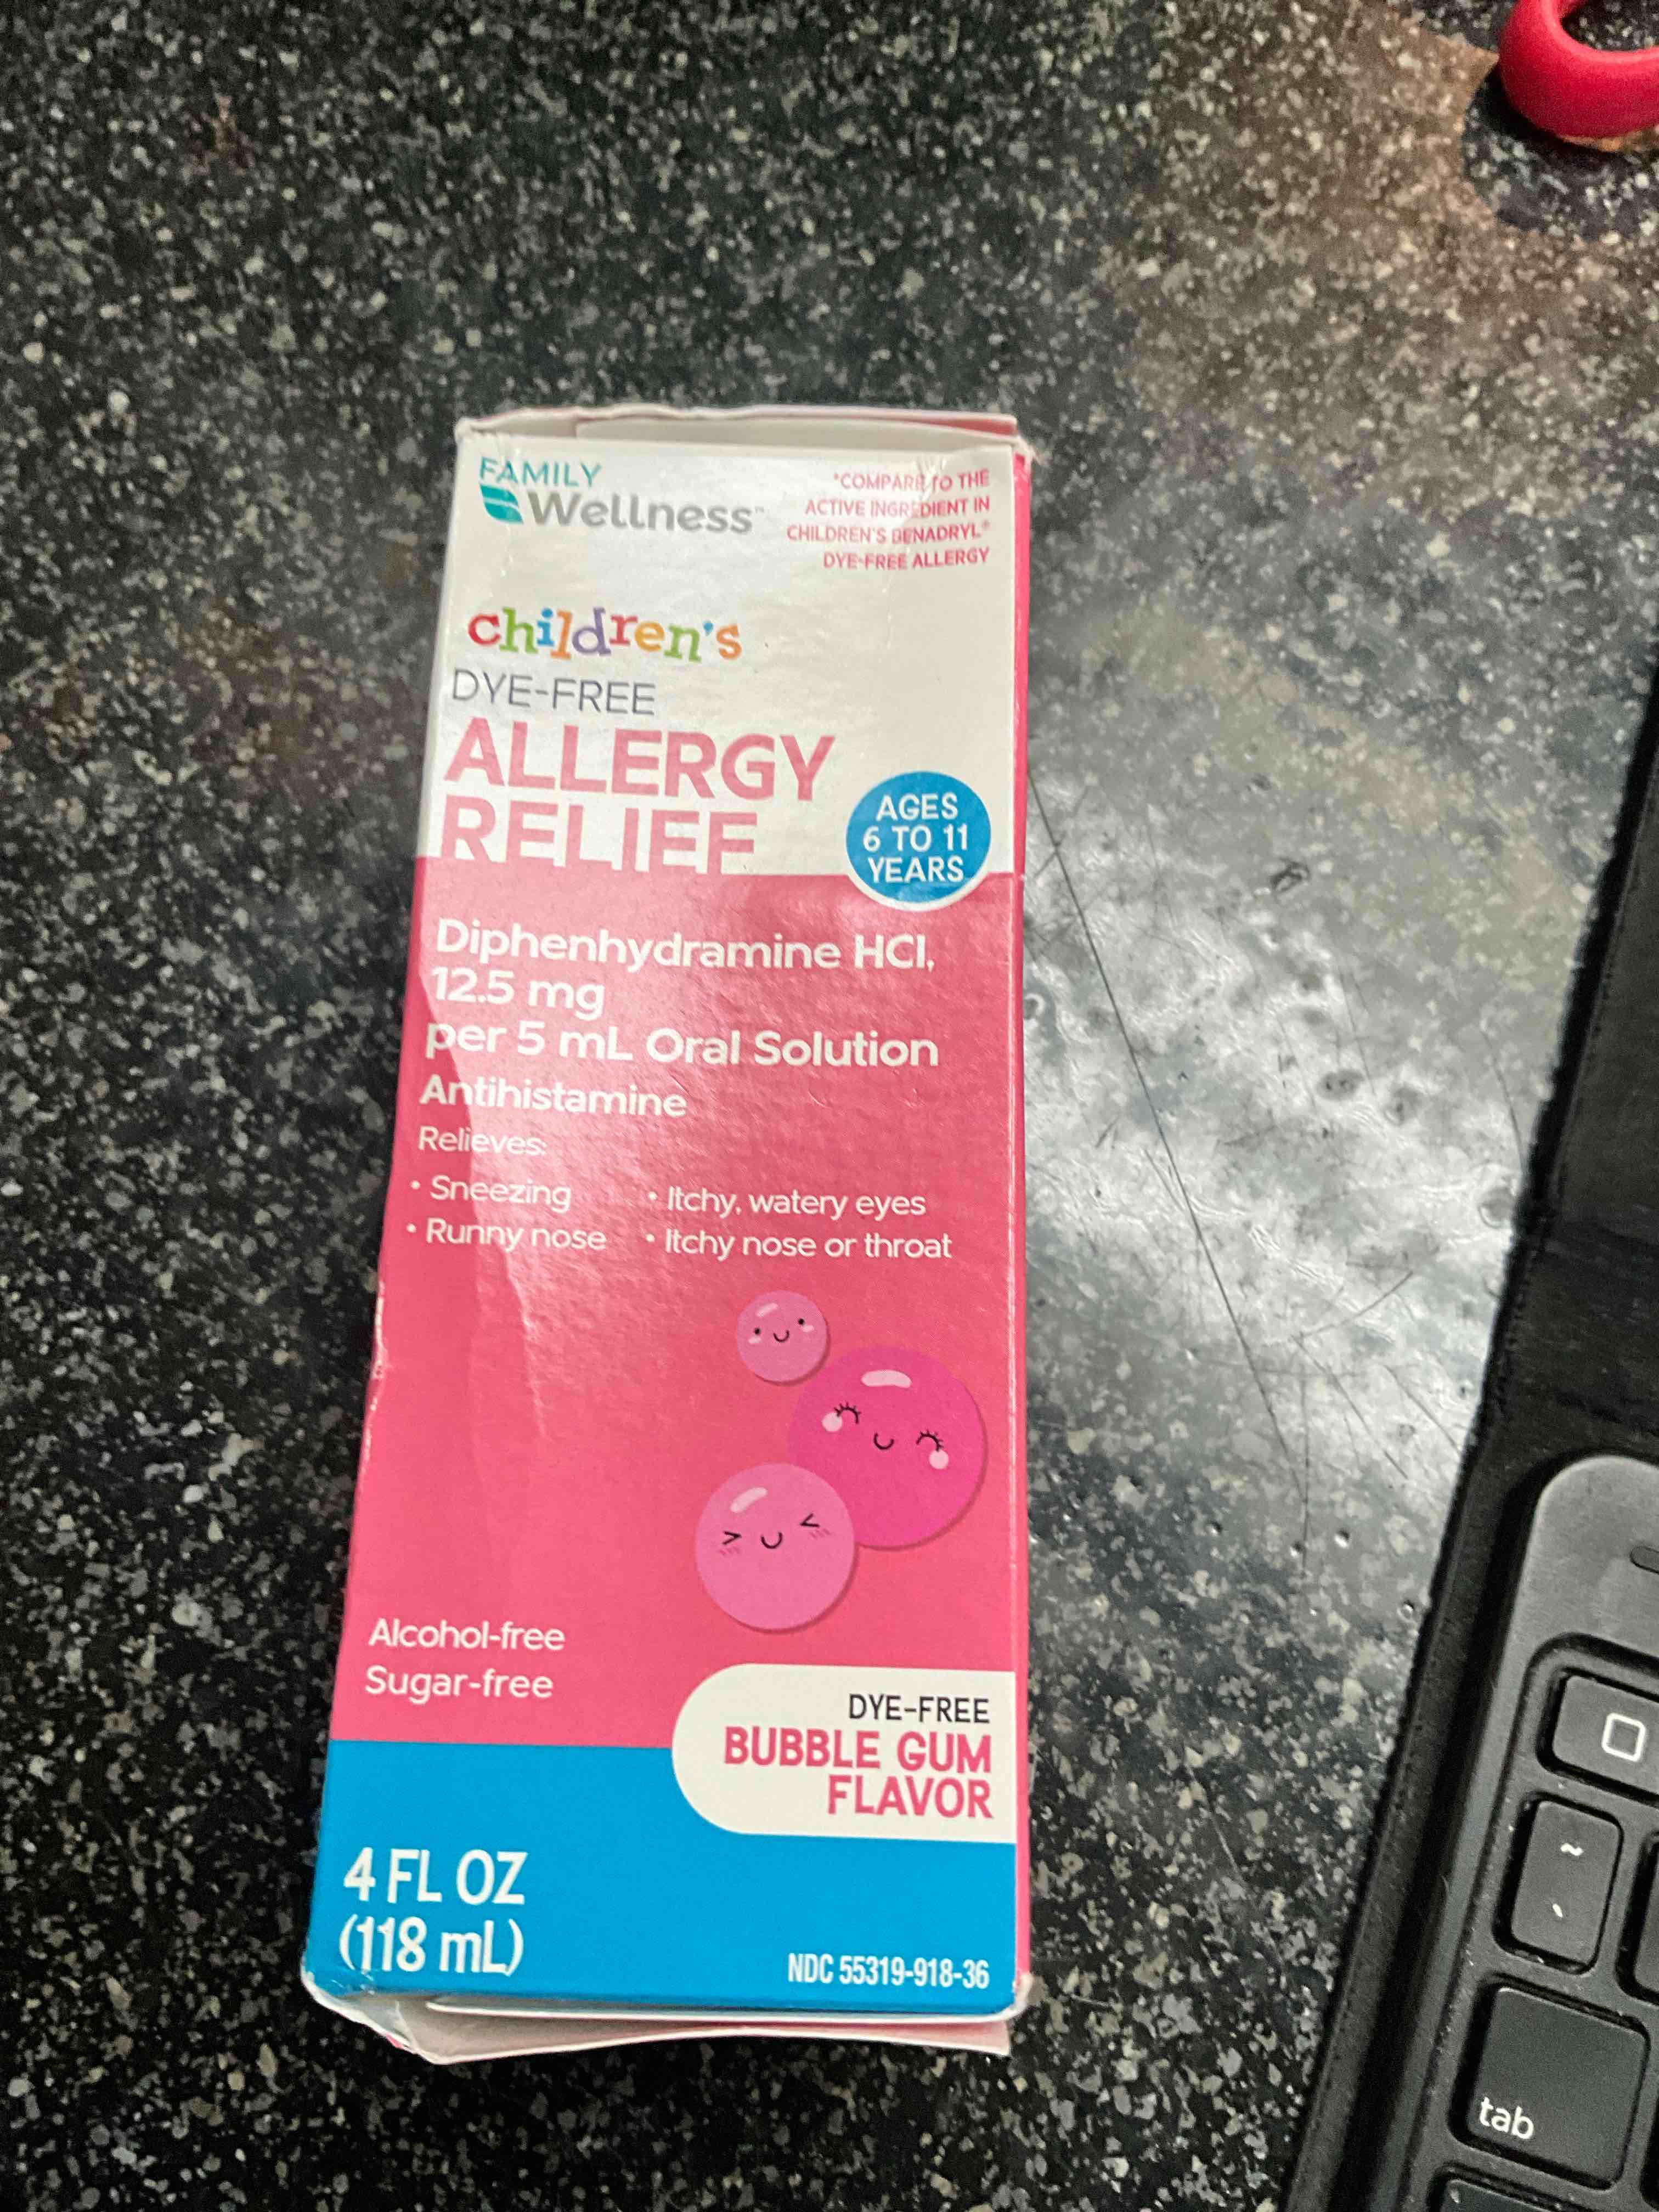 FAMILY
Wellness™
*COMPARE TO THE
ACTIVE INGREDIENT IN
CHILDREN'S BENADRYL®
DYE-FREE ALLERGY
children's
DYE-FREE
ALLERGY
RELIEF
AGES
6 TO 11
YEARS
Diphenhydramine HCl,
12.5 mg
per 5 mL Oral Solution
Antihistamine
Relieves:
• Sneezing
• Itchy, watery eyes
• Runny nose
• Itchy nose or throat
Alcohol-free
Sugar-free
DYE-FREE
BUBBLE GUM
FLAVOR
4 FL OZ
(118 mL)
NDC 55319-918-36
~
tab